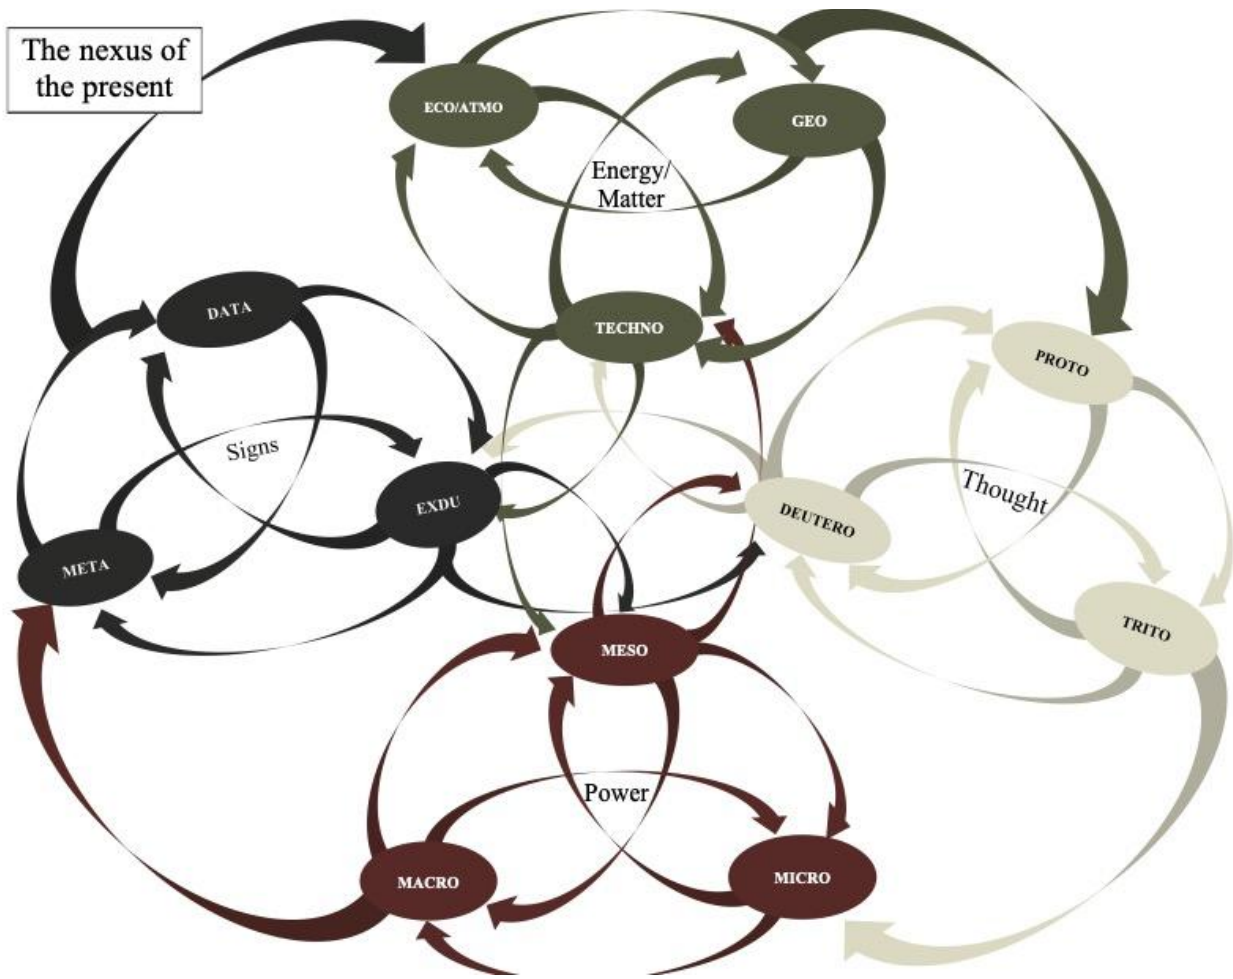 The nexus of
the present
ECO/ATMO
GEO
Energy/
Matter
DATA
TECHNO
PROTO
Signs
EXDU
DEUTERO
Thought
META
TRITO
MESO
Power
MACRO
MICRO